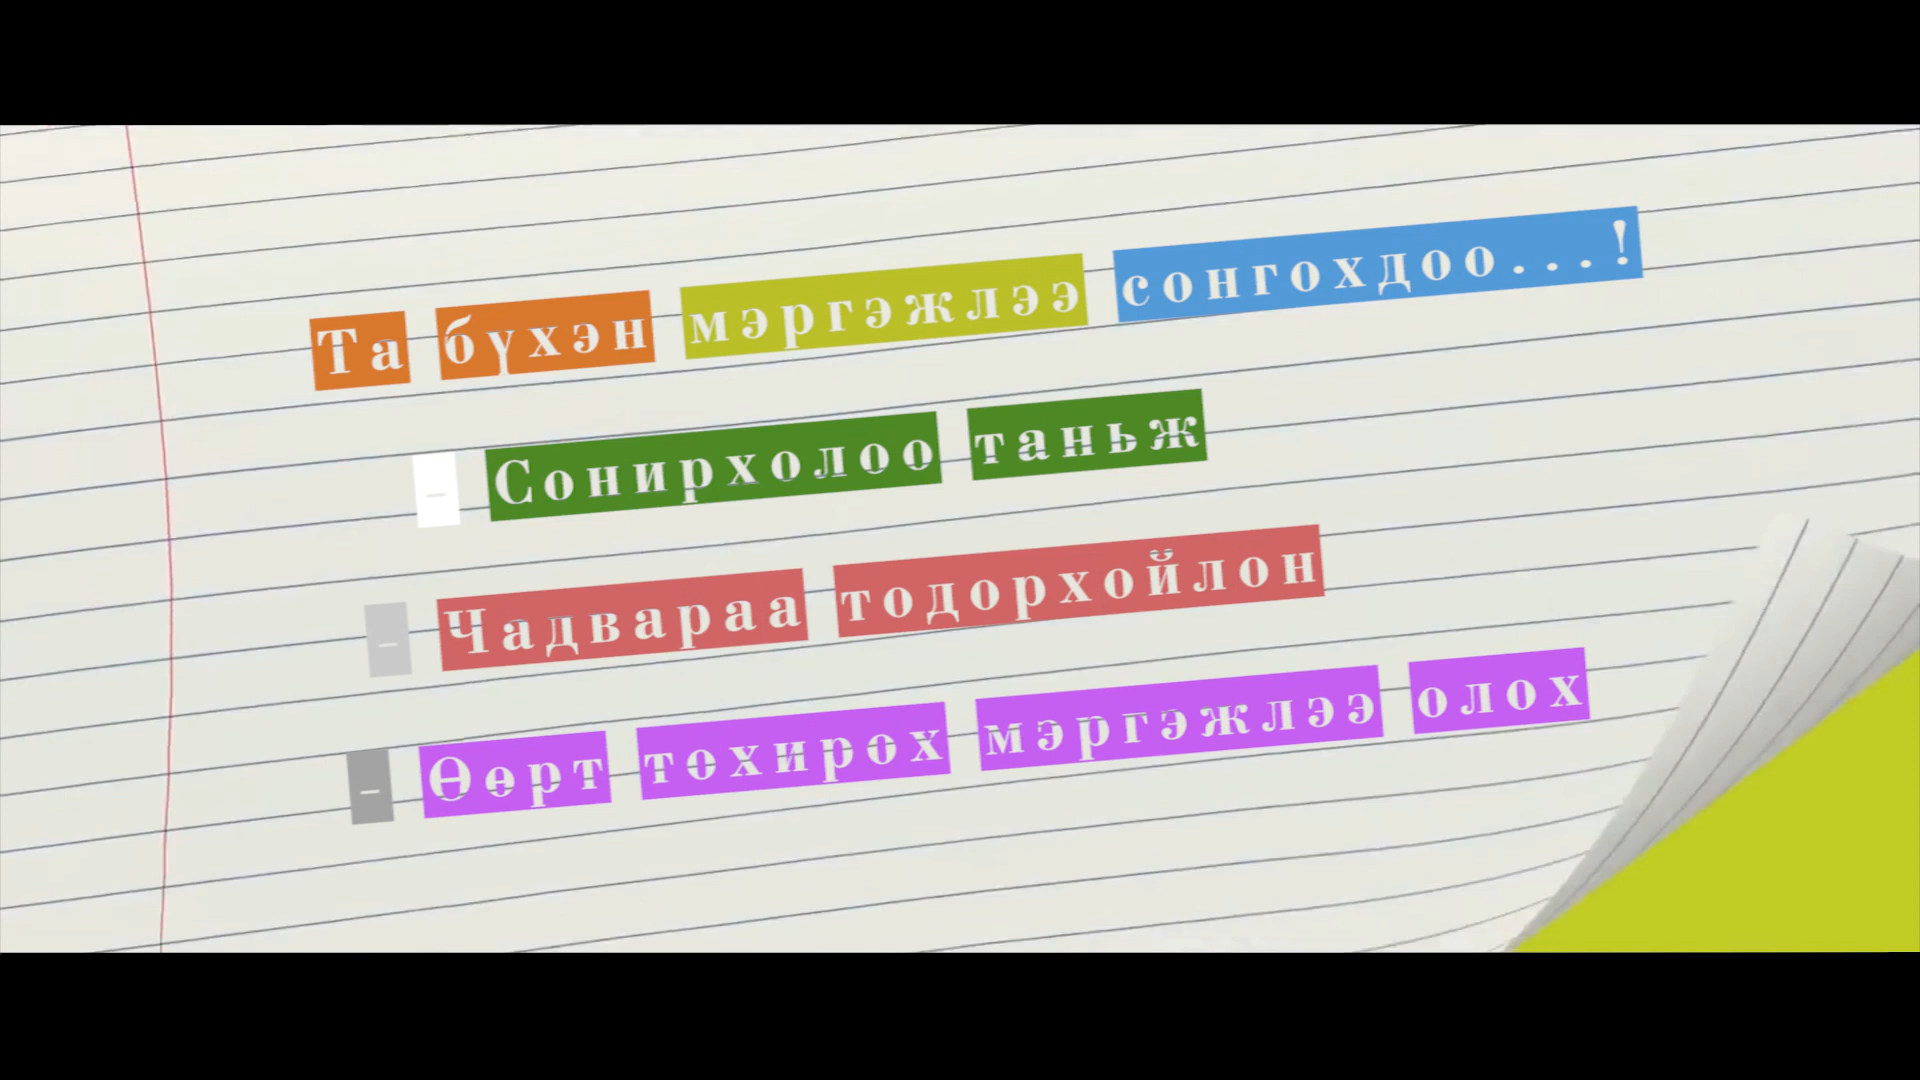 Та бүхэн мэргэжлээ сонгохдоо...!
- Сонирхолоо таньж
- Чадвараа тодорхойлон
- Өөрт тохирох мэргэжлээ олох